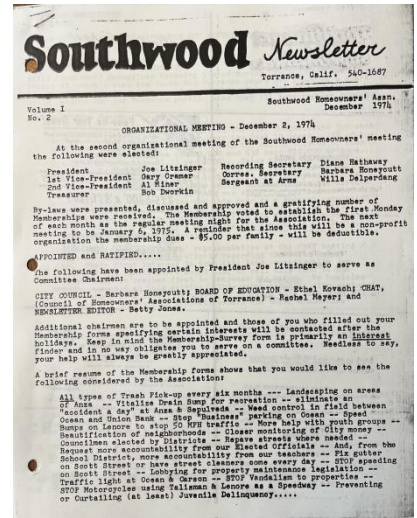 Southwood Newsletter
Torrance, Calif. 540-1687
Southwood Homeowners' Assn.
Volume I
December 1974
No. 2
ORGANIZATIONAL MEETING - December 2, 1974
At the second organizational meeting of the Southwood Homeowners' meeting
the following were elected:
President Joe Litzinger Recording Secretary Diane Hathaway
1st Vice-President Gary Cramer Corres. Secretary Barbara Honeyoutt
2nd Vice-President Al Miner Sergeant at Arms Wills Delperdang
Treasurer Bob Dworkin
By-laws were presented, discussed and approved and a gratifying number of
Memberships were received. The Membership voted to establish the first Monday
of each month as the regular meeting night for the Association. The next
meeting to be January 6, 1975. A reminder that since this will be a non-profit
organization the membership dues - $5.00 per family - will be deductible.
APPOINTED and RATIFIED.....
The following have been appointed by President Joe Litzinger to serve as
Committee Chairman:
CITY COUNCIL - Barbara Honeyoutt; BOARD OF EDUCATION - Ethel Kovach; CHAT,
(Council of Homeowners' Associations of Torrance) - Rachel Meyer; and
NEWSLETTER EDITOR - Betty Jones.
Additional chairmen are to be appointed and those of you who filled out your
Membership forms specifying certain interests will be contacted after the
holidays. Keep in mind the Membership-Survey form is primarily an interest
finder and in no way obligates you to serve on a committee. Needless to say,
your help will always be greatly appreciated.
A brief resume of the Membership forms shows that you would like to see the
following considered by the Association:
All types of Trash Pick-up every six months --- Landscaping on areas
of Anza -- Vitalize Drain Sump for recreation -- eliminate an
"accident a day" at Anza & Sepulveda -- Weed control in field between
Ocean and Union Bank -- Stop "Business" parking on Ocean -- Speed
Bumps on Lenore to stop 50 MPH traffic -- More help with youth groups --
Beautification of neighborhoods -- Closer monitoring of City money --
Councilmen elected by Districts -- Repave streets where needed --
Request more accountability from our Elected Officials -- And, from the
School District, more accountability from our teachers -- Fix gutter
on Scott Street or have street cleaners come every day -- STOP speeding
on Scott Street -- Lobbying for property maintenance legislation --
Traffic light at Ocean & Carson -- STOP Vandalism to properties --
STOP Motorcycles using Talisman & Lenore as a Speedway -- Preventing
or Curtailing (at least) Juvenile Delinquency.....